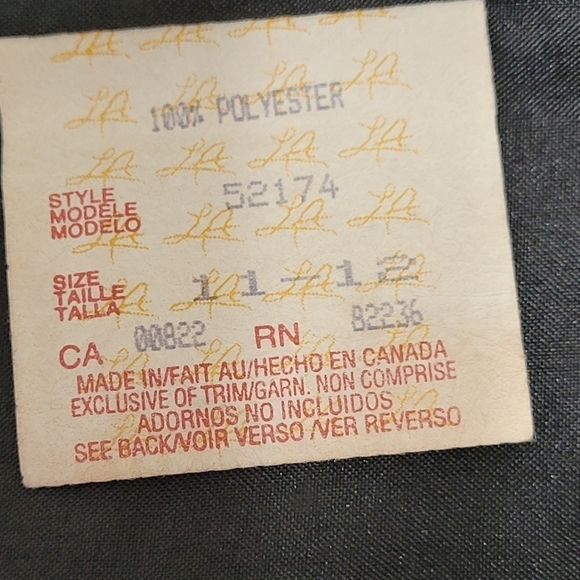 100% POLYESTER
STYLE
MODÈLE
MODELO
52174
SIZE
TAILLE
TALLA
11-12
CA 00822 RN 82236
MADE IN/FAIT AU/HECHO EN CANADA
EXCLUSIVE OF TRIM/GARN. NON COMPRISE
ADORNOS NO INCLUIDOS
SEE BACK/VOIR VERSO /VER REVERSO